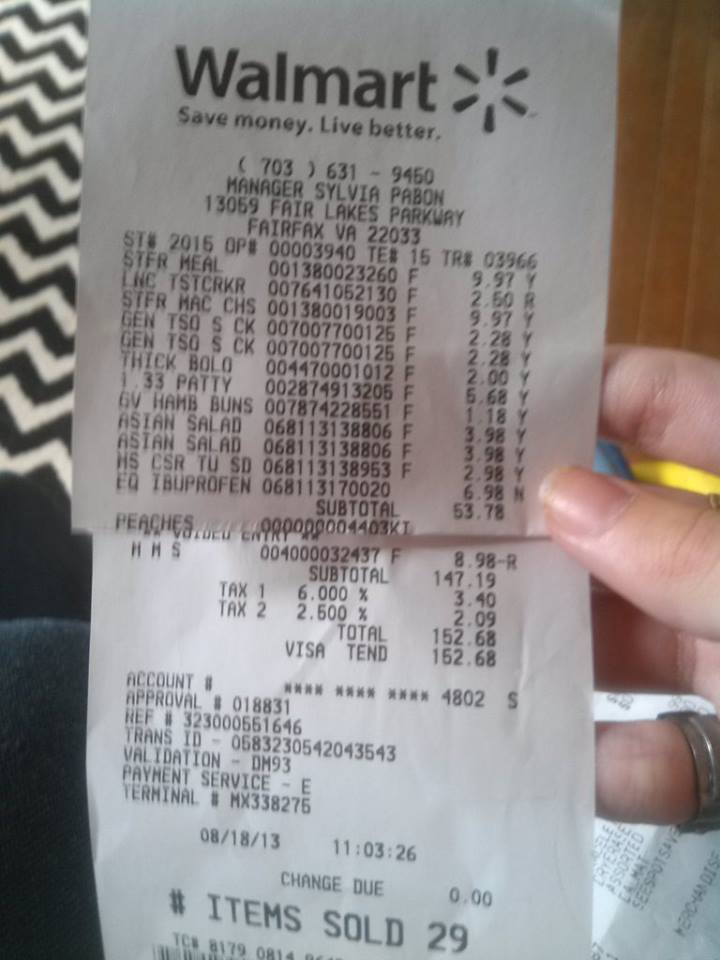 Walmart
Save money. Live better.
( 703 ) 631 - 9450
MANAGER SYLVIA PABON
13059 FAIR LAKES PARKWAY
FAIRFAX VA 22033
ST# 2015 OP# 00003940 TE# 15 TR# 03966
STFR MEAL 001380023260 F 9.97 Y
LNC TSTCRKR 007641052130 F 2.50 R
STFR MAC CHS 001380019003 F 9.97 Y
GEN TSO S CK 007007700125 F 2.28 Y
GEN TSO S CK 007007700125 F 2.28 Y
THICK BOLO 004470001012 F 2.00 Y
1.33 PATTY 002874913205 F 5.68 Y
GV HAMB BUNS 007874228551 F 1.18 Y
ASIAN SALAD 068113138806 F 3.98 Y
ASIAN SALAD 068113138806 F 3.98 Y
MS CSR TU SD 068113138953 F 2.98 Y
EQ IBUPROFEN 068113170020 6.98 N
SUBTOTAL 53.78
PEACHES 000000004403KI
** VOIDED ENTRY **
M M S 004000032437 F 8.98-R
SUBTOTAL 147.19
TAX 1 6.000 % 3.40
TAX 2 2.500 % 2.09
TOTAL 152.68
VISA TEND 152.68
ACCOUNT # **** **** **** 4802 S
APPROVAL # 018831
REF # 323000551646
TRANS ID - 0583230542043543
VALIDATION - DM93
PAYMENT SERVICE - E
TERMINAL # MX338275
08/18/13 11:03:26
CHANGE DUE 0.00
# ITEMS SOLD 29
TC# 8179 0814
ASSORTED
MERCHANDISE